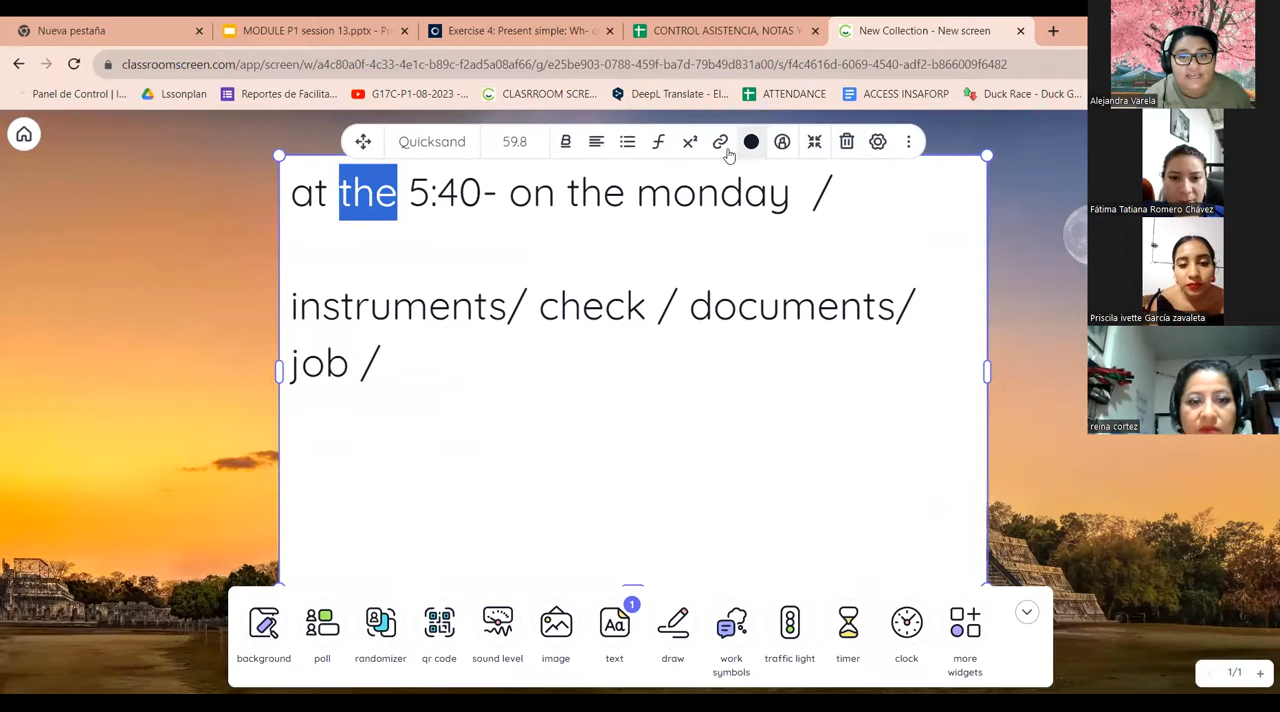 Nueva pestaña
MODULE P1 session 13.pptx - Pr
Exercise 4: Present simple: Wh- q
CONTROL ASISTENCIA, NOTAS Y
New Collection - New screen
classroomscreen.com/app/screen/w/a4c80a0f-4c33-4e1c-b89c-f2ad5a08af66/g/e25be903-0788-459f-ba7d-79b49d831a00/s/f4c4616d-6069-4540-adf2-b866009f6482
Panel de Control | I...
Lssonplan
Reportes de Facilita...
G17C-P1-08-2023 -...
CLASSROOM SCRE...
DeepL Translate - El...
ATTENDANCE
ACCESS INSAFORP
Duck Race - Duck G...
Quicksand
59.8
at the 5:40- on the monday /
instruments/ check / documents/
job /
Alejandra Varela
Fátima Tatiana Romero Chávez
Priscila ivette García zavaleta
reina cortez
background
poll
randomizer
qr code
sound level
image
1
text
draw
work
symbols
traffic light
timer
clock
more
widgets
1/1